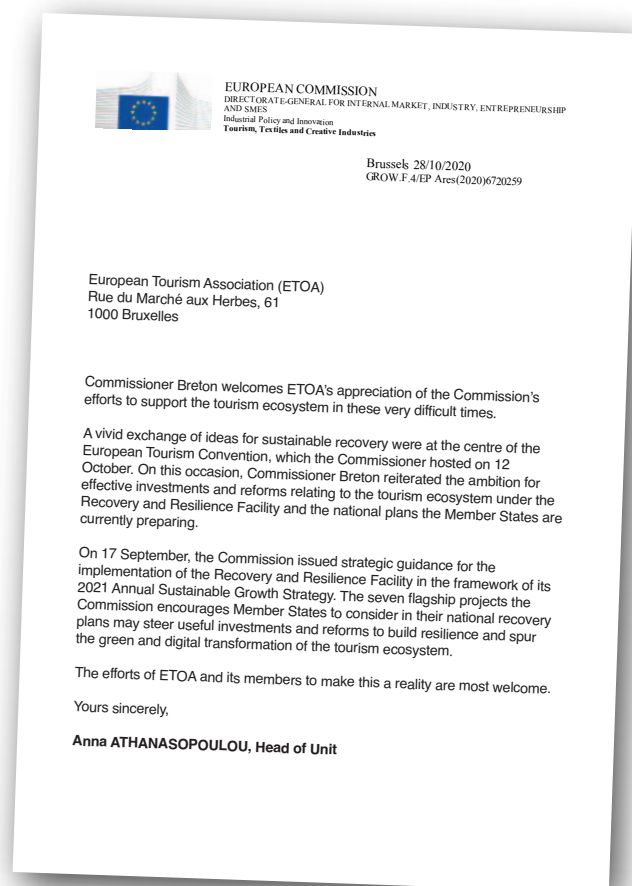 EUROPEAN COMMISSION
DIRECTORATE-GENERAL FOR INTERNAL MARKET, INDUSTRY, ENTREPRENEURSHIP
AND SMES
Industrial Policy and Innovation
Tourism, Textiles and Creative Industries
Brussels 28/10/2020
GROW.F.4/EP Ares(2020)6720259
European Tourism Association (ETOA)
Rue du Marché aux Herbes, 61
1000 Bruxelles
Commissioner Breton welcomes ETOA's appreciation of the Commission's
efforts to support the tourism ecosystem in these very difficult times.
A vivid exchange of ideas for sustainable recovery were at the centre of the
European Tourism Convention, which the Commissioner hosted on 12
October. On this occasion, Commissioner Breton reiterated the ambition for
effective investments and reforms relating to the tourism ecosystem under the
Recovery and Resilience Facility and the national plans the Member States are
currently preparing.
On 17 September, the Commission issued strategic guidance for the
implementation of the Recovery and Resilience Facility in the framework of its
2021 Annual Sustainable Growth Strategy. The seven flagship projects the
Commission encourages Member States to consider in their national recovery
plans may steer useful investments and reforms to build resilience and spur
the green and digital transformation of the tourism ecosystem.
The efforts of ETOA and its members to make this a reality are most welcome.
Yours sincerely,
Anna ATHANASOPOULOU, Head of Unit